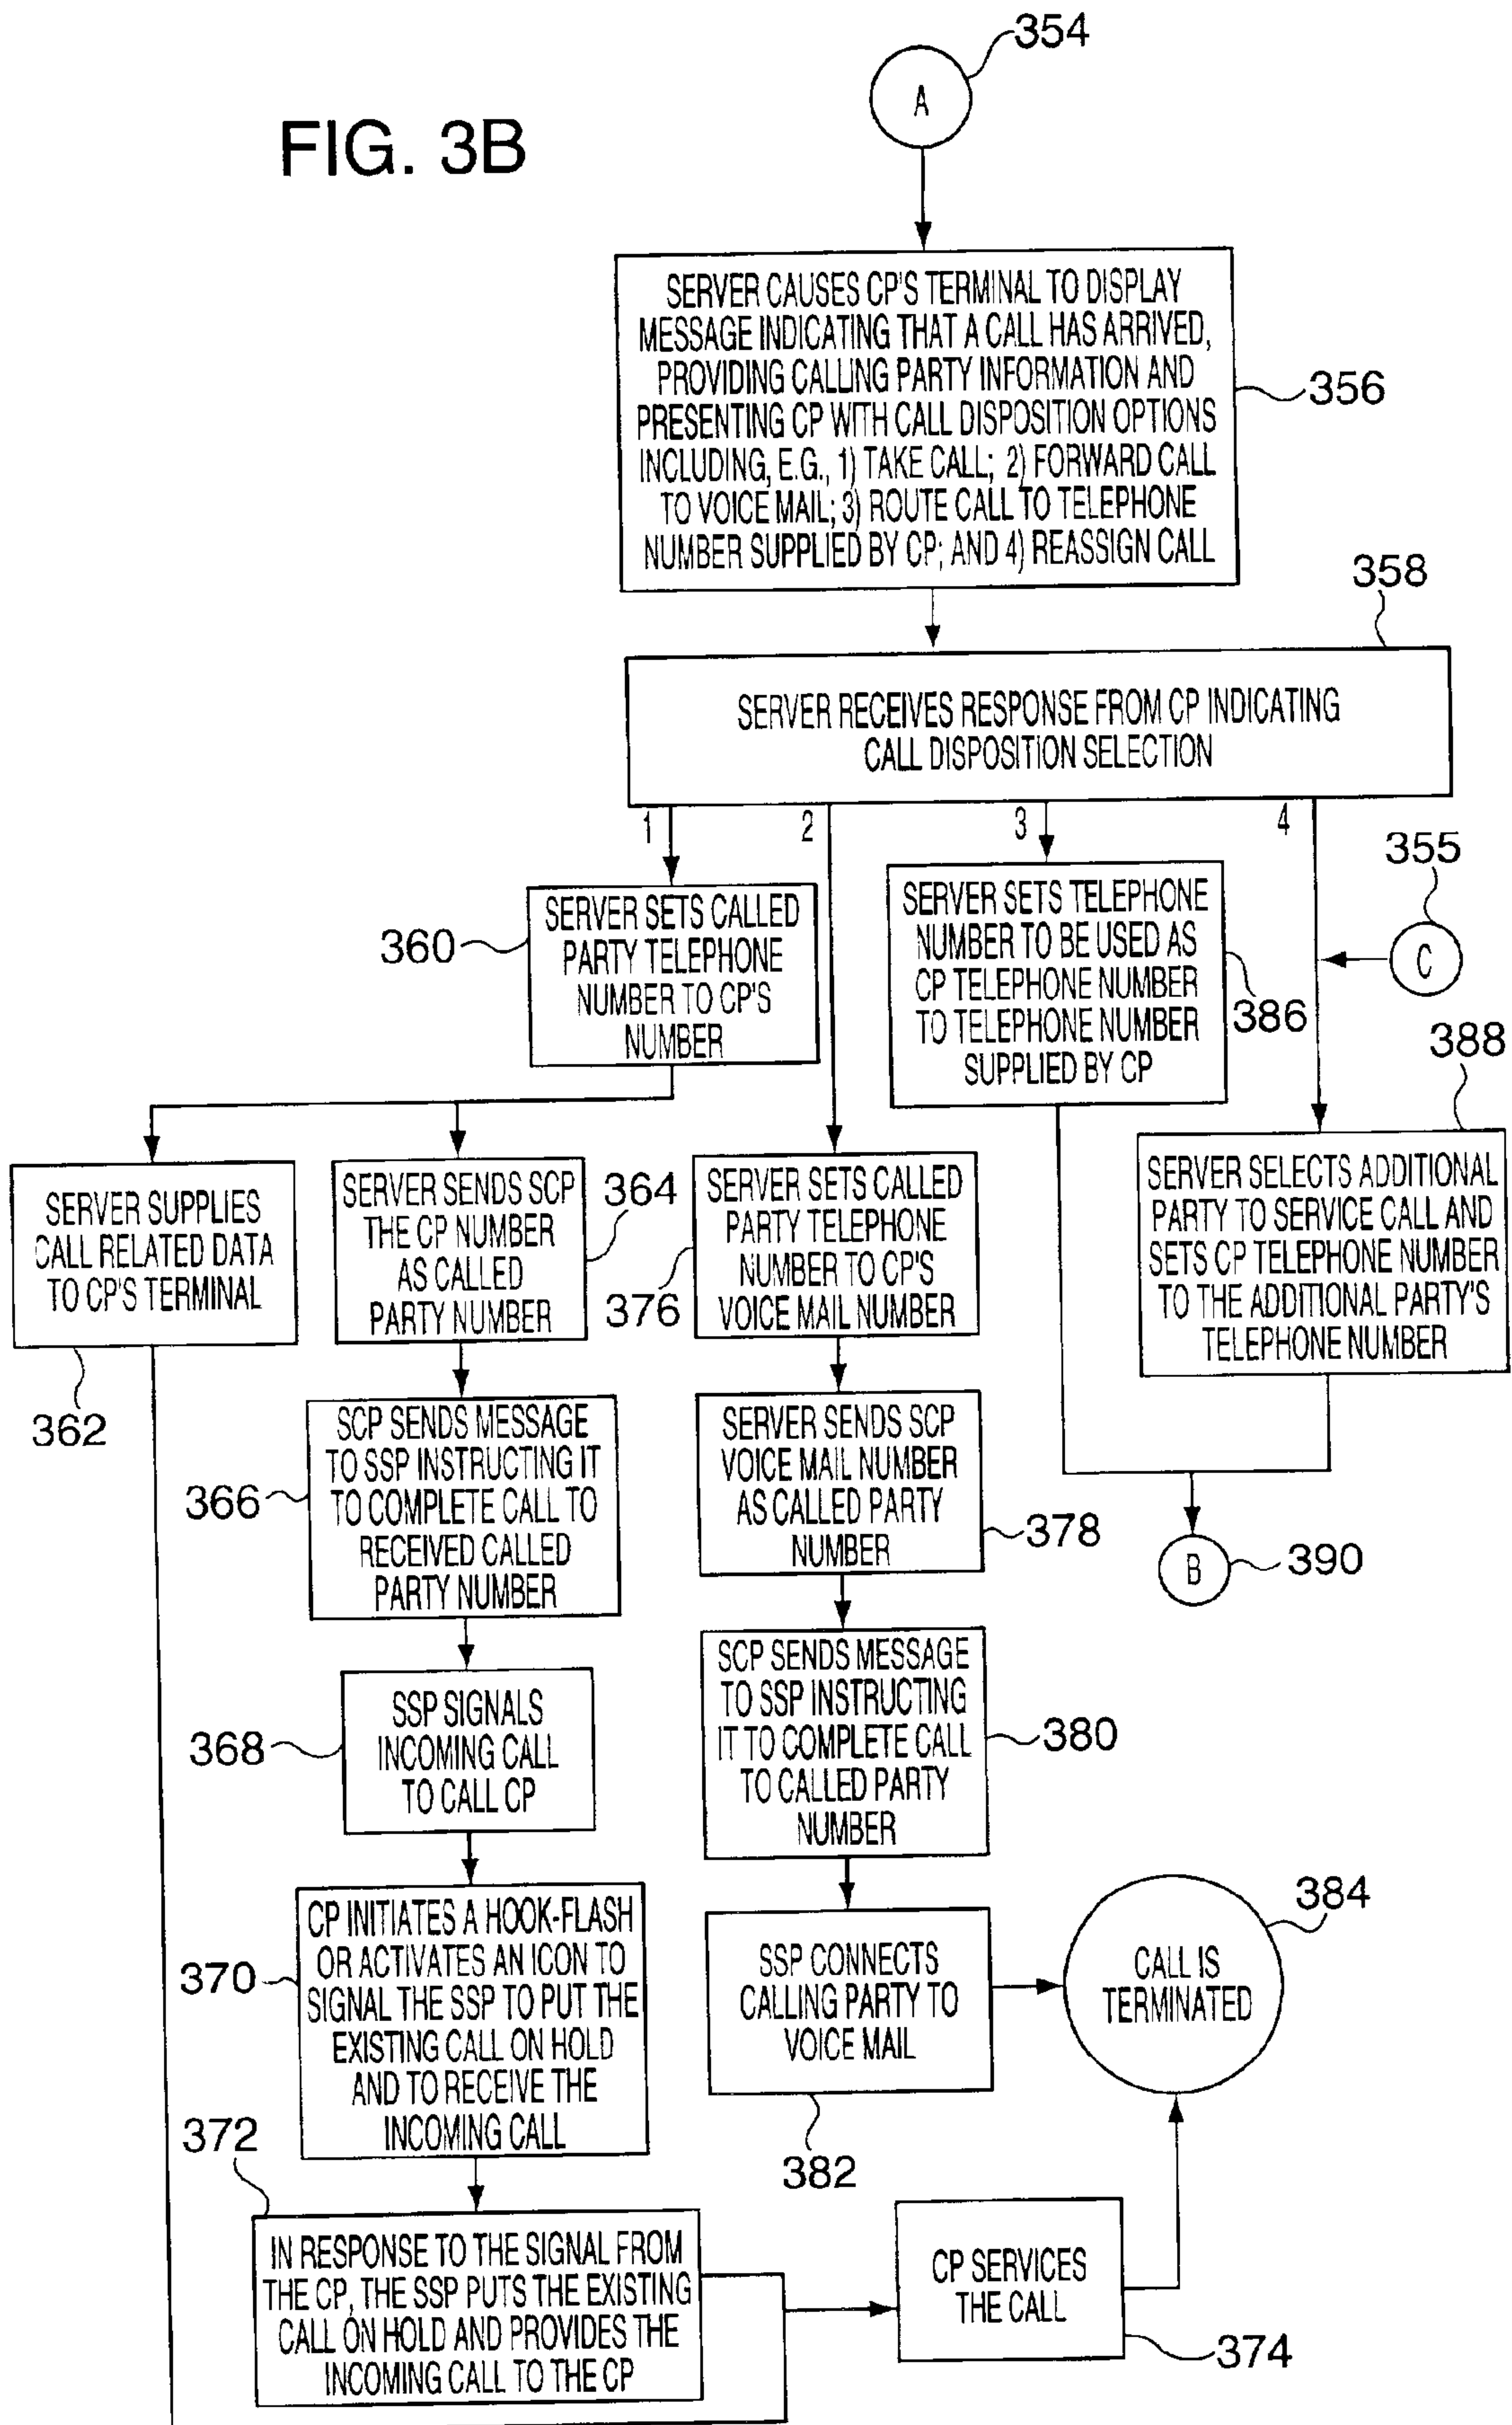 FIG. 3B
354
A
SERVER CAUSES CP'S TERMINAL TO DISPLAY
MESSAGE INDICATING THAT A CALL HAS ARRIVED,
PROVIDING CALLING PARTY INFORMATION AND
PRESENTING CP WITH CALL DISPOSITION OPTIONS
INCLUDING, E.G., 1) TAKE CALL; 2) FORWARD CALL
TO VOICE MAIL; 3) ROUTE CALL TO TELEPHONE
NUMBER SUPPLIED BY CP; AND 4) REASSIGN CALL
356
358
SERVER RECEIVES RESPONSE FROM CP INDICATING
CALL DISPOSITION SELECTION
1
2
3
4
355
C
360
SERVER SETS CALLED
PARTY TELEPHONE
NUMBER TO CP'S
NUMBER
SERVER SETS TELEPHONE
NUMBER TO BE USED AS
CP TELEPHONE NUMBER
TO TELEPHONE NUMBER
SUPPLIED BY CP
386
388
SERVER SUPPLIES
CALL RELATED DATA
TO CP'S TERMINAL
362
SERVER SENDS SCP
THE CP NUMBER
AS CALLED
PARTY NUMBER
364
376
SERVER SETS CALLED
PARTY TELEPHONE
NUMBER TO CP'S
VOICE MAIL NUMBER
SERVER SELECTS ADDITIONAL
PARTY TO SERVICE CALL AND
SETS CP TELEPHONE NUMBER
TO THE ADDITIONAL PARTY'S
TELEPHONE NUMBER
366
SCP SENDS MESSAGE
TO SSP INSTRUCTING IT
TO COMPLETE CALL TO
RECEIVED CALLED
PARTY NUMBER
SERVER SENDS SCP
VOICE MAIL NUMBER
AS CALLED PARTY
NUMBER
378
B
390
368
SSP SIGNALS
INCOMING CALL
TO CALL CP
SCP SENDS MESSAGE
TO SSP INSTRUCTING
IT TO COMPLETE CALL
TO CALLED PARTY
NUMBER
380
370
CP INITIATES A HOOK-FLASH
OR ACTIVATES AN ICON TO
SIGNAL THE SSP TO PUT THE
EXISTING CALL ON HOLD
AND TO RECEIVE THE
INCOMING CALL
SSP CONNECTS
CALLING PARTY TO
VOICE MAIL
382
384
CALL IS
TERMINATED
372
IN RESPONSE TO THE SIGNAL FROM
THE CP, THE SSP PUTS THE EXISTING
CALL ON HOLD AND PROVIDES THE
INCOMING CALL TO THE CP
CP SERVICES
THE CALL
374